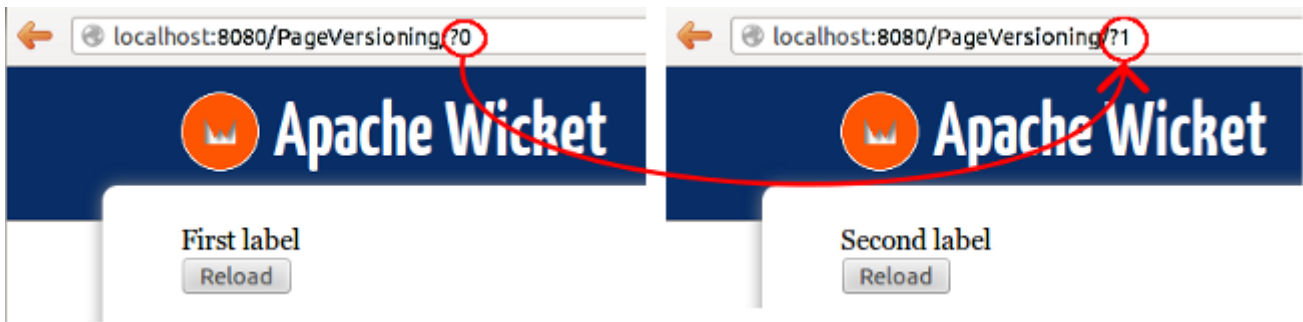 localhost:8080/PageVersioning/?0
Apache Wicket
First label
Reload
localhost:8080/PageVersioning/?1
Apache Wicket
Second label
Reload